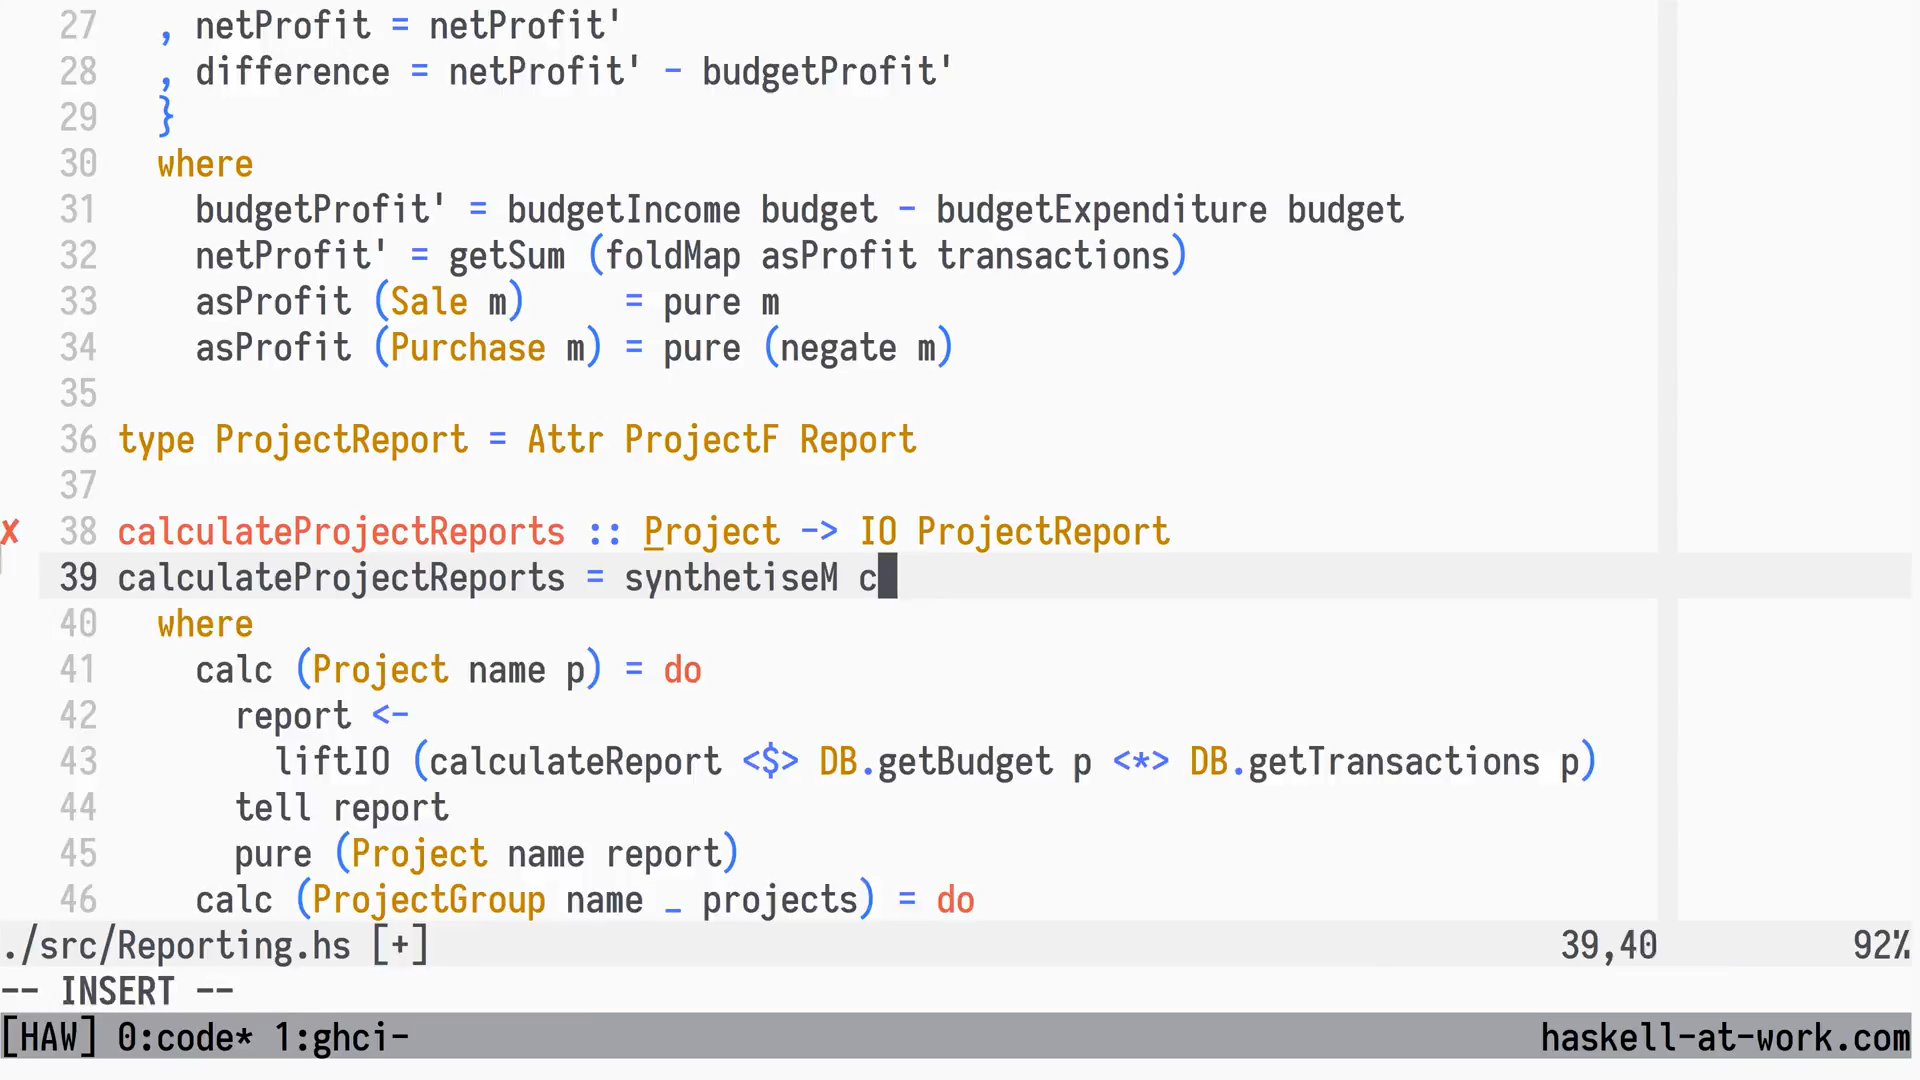 27   , netProfit = netProfit'
28   , difference = netProfit' - budgetProfit'
29   }
30   where
31     budgetProfit' = budgetIncome budget - budgetExpenditure budget
32     netProfit' = getSum (foldMap asProfit transactions)
33     asProfit (Sale m)     = pure m
34     asProfit (Purchase m) = pure (negate m)
35
36 type ProjectReport = Attr ProjectF Report
37
✗ 38 calculateProjectReports :: Project -> IO ProjectReport
39 calculateProjectReports = synthetiseM c
40   where
41     calc (Project name p) = do
42       report <-
43         liftIO (calculateReport <$> DB.getBudget p <*> DB.getTransactions p)
44       tell report
45       pure (Project name report)
46     calc (ProjectGroup name _ projects) = do
./src/Reporting.hs [+] 39,40 92%
-- INSERT --
[HAW] 0:code* 1:ghci- haskell-at-work.com